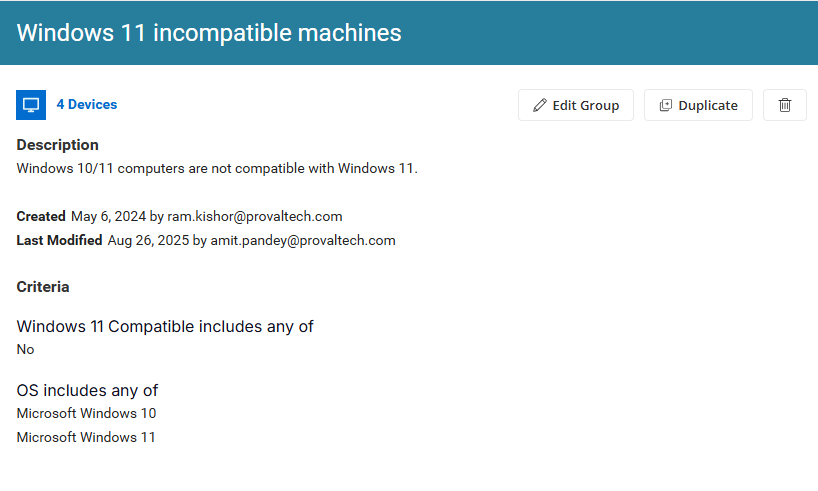 Windows 11 incompatible machines
4 Devices
Edit Group
Duplicate
Description
Windows 10/11 computers are not compatible with Windows 11.
Created May 6, 2024 by ram.kishor@provaltech.com
Last Modified Aug 26, 2025 by amit.pandey@provaltech.com
Criteria
Windows 11 Compatible includes any of
No
OS includes any of
Microsoft Windows 10
Microsoft Windows 11